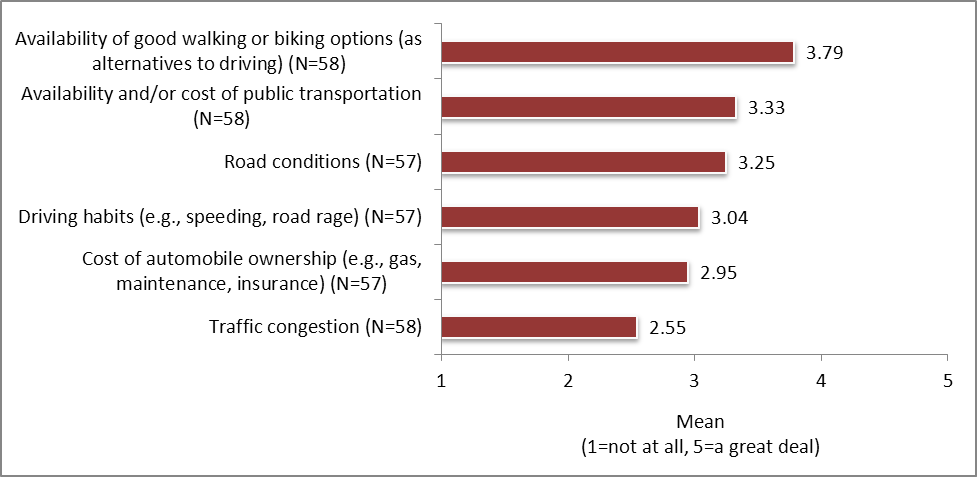 Availability of good walking or biking options (as
alternatives to driving) (N=58)
3.79
Availability and/or cost of public transportation
(N=58)
3.33
Road conditions (N=57)
3.25
Driving habits (e.g., speeding, road rage) (N=57)
3.04
Cost of automobile ownership (e.g., gas,
maintenance, insurance) (N=57)
2.95
Traffic congestion (N=58)
2.55
1 2 3 4 5
Mean
(1=not at all, 5=a great deal)